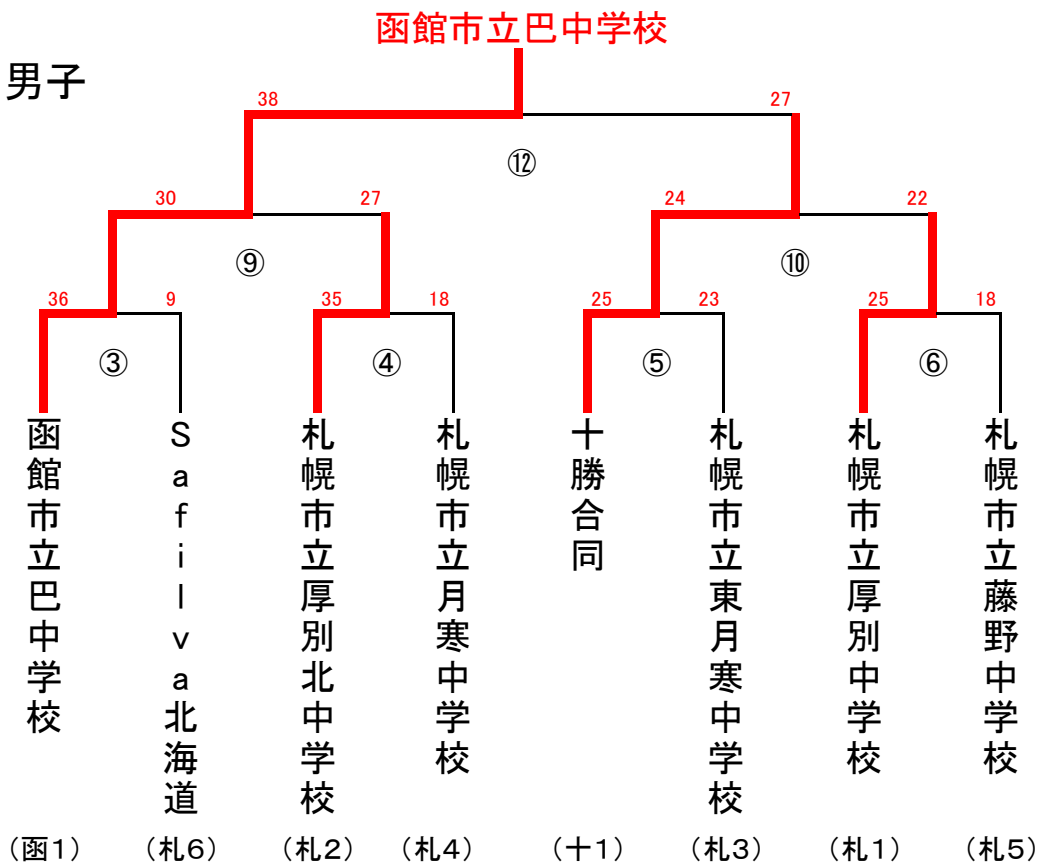 函館市立巴中学校
男子
38
27
⑫
30
27
24
22
⑨
⑩
36
9
35
18
25
23
25
18
③
④
⑤
⑥
函館市立巴中学校
Safilva北海道
札幌市立厚別北中学校
札幌市立月寒中学校
十勝合同
札幌市立東月寒中学校
札幌市立厚別中学校
札幌市立藤野中学校
（函1）
（札6）
（札2）
（札4）
（十1）
（札3）
（札1）
（札5）